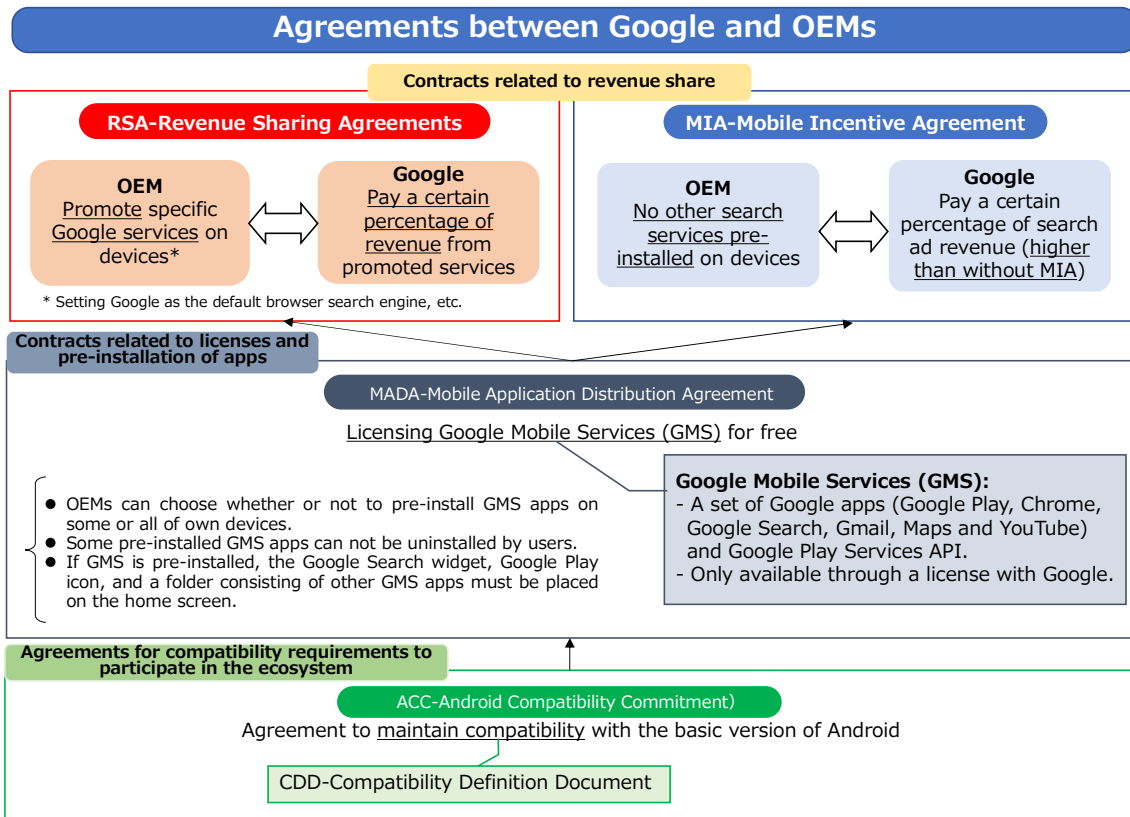 Agreements between Google and OEMs
Contracts related to revenue share
RSA-Revenue Sharing Agreements
OEM
Promote specific
Google services on
devices*
Google
Pay a certain
percentage of
revenue from
promoted services
* Setting Google as the default browser search engine, etc.
MIA-Mobile Incentive Agreement
OEM
No other search
services pre-
installed on devices
Google
Pay a certain
percentage of search
ad revenue (higher
than without MIA)
Contracts related to licenses and
pre-installation of apps
MADA-Mobile Application Distribution Agreement
Licensing Google Mobile Services (GMS) for free
● OEMs can choose whether or not to pre-install GMS apps on
some or all of own devices.
● Some pre-installed GMS apps can not be uninstalled by users.
● If GMS is pre-installed, the Google Search widget, Google Play
icon, and a folder consisting of other GMS apps must be placed
on the home screen.
Google Mobile Services (GMS):
- A set of Google apps (Google Play, Chrome,
Google Search, Gmail, Maps and YouTube)
and Google Play Services API.
- Only available through a license with Google.
Agreements for compatibility requirements to
participate in the ecosystem
ACC-Android Compatibility Commitment)
Agreement to maintain compatibility with the basic version of Android
CDD-Compatibility Definition Document